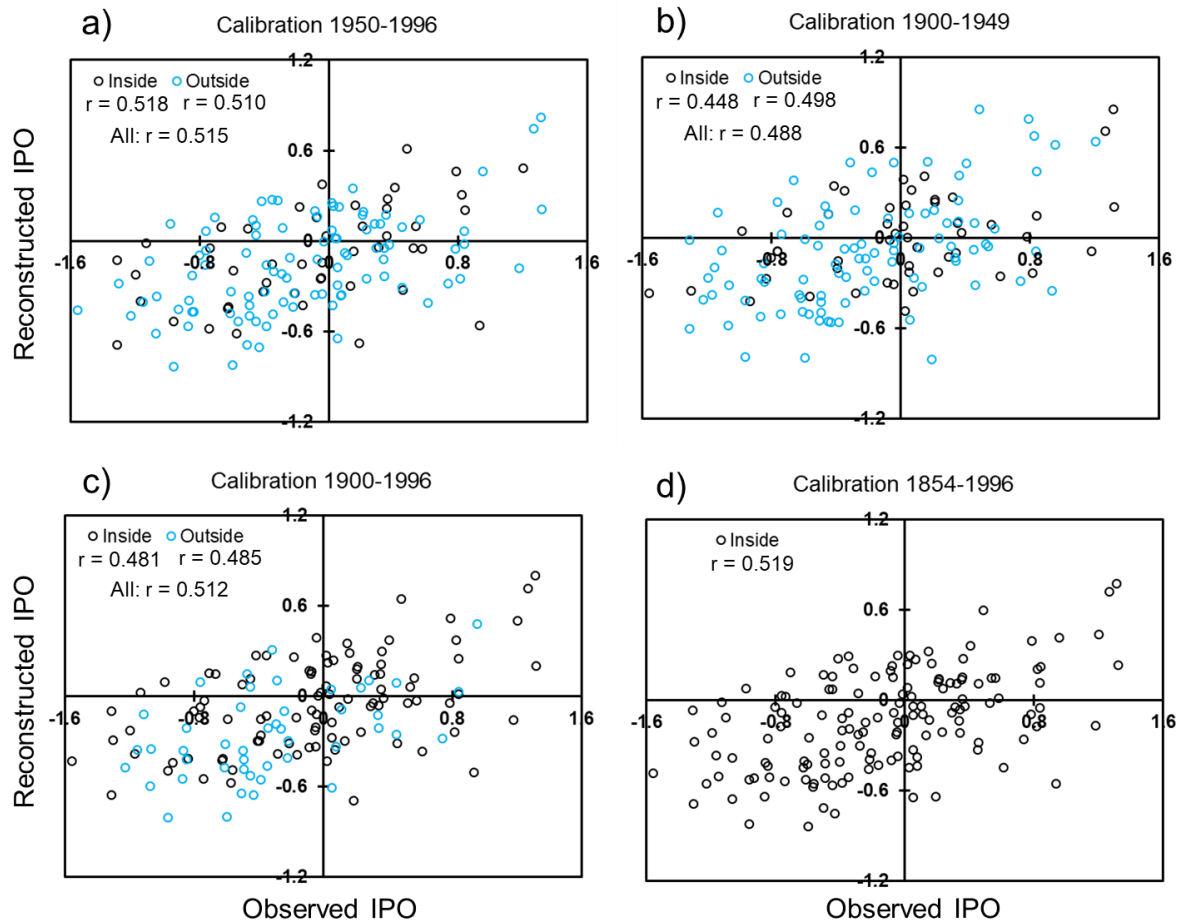 a)
Calibration 1950-1996
1.2
Inside Outside
r = 0.518 r = 0.510
All: r = 0.515
0.6
-1.6 -0.8 0 0.8 1.6
-0.6
-1.2
Reconstructed IPO
b)
Calibration 1900-1949
1.2
Inside Outside
r = 0.448 r = 0.498
All: r = 0.488
0.6
-1.6 -0.8 0 0.8 1.6
-0.6
-1.2
c)
Calibration 1900-1996
1.2
Inside Outside
r = 0.481 r = 0.485
All: r = 0.512
0.6
-1.6 -0.8 0 0.8 1.6
-0.6
-1.2
Reconstructed IPO
Observed IPO
d)
Calibration 1854-1996
1.2
Inside
r = 0.519
0.6
-1.6 -0.8 0 0.8 1.6
-0.6
-1.2
Observed IPO